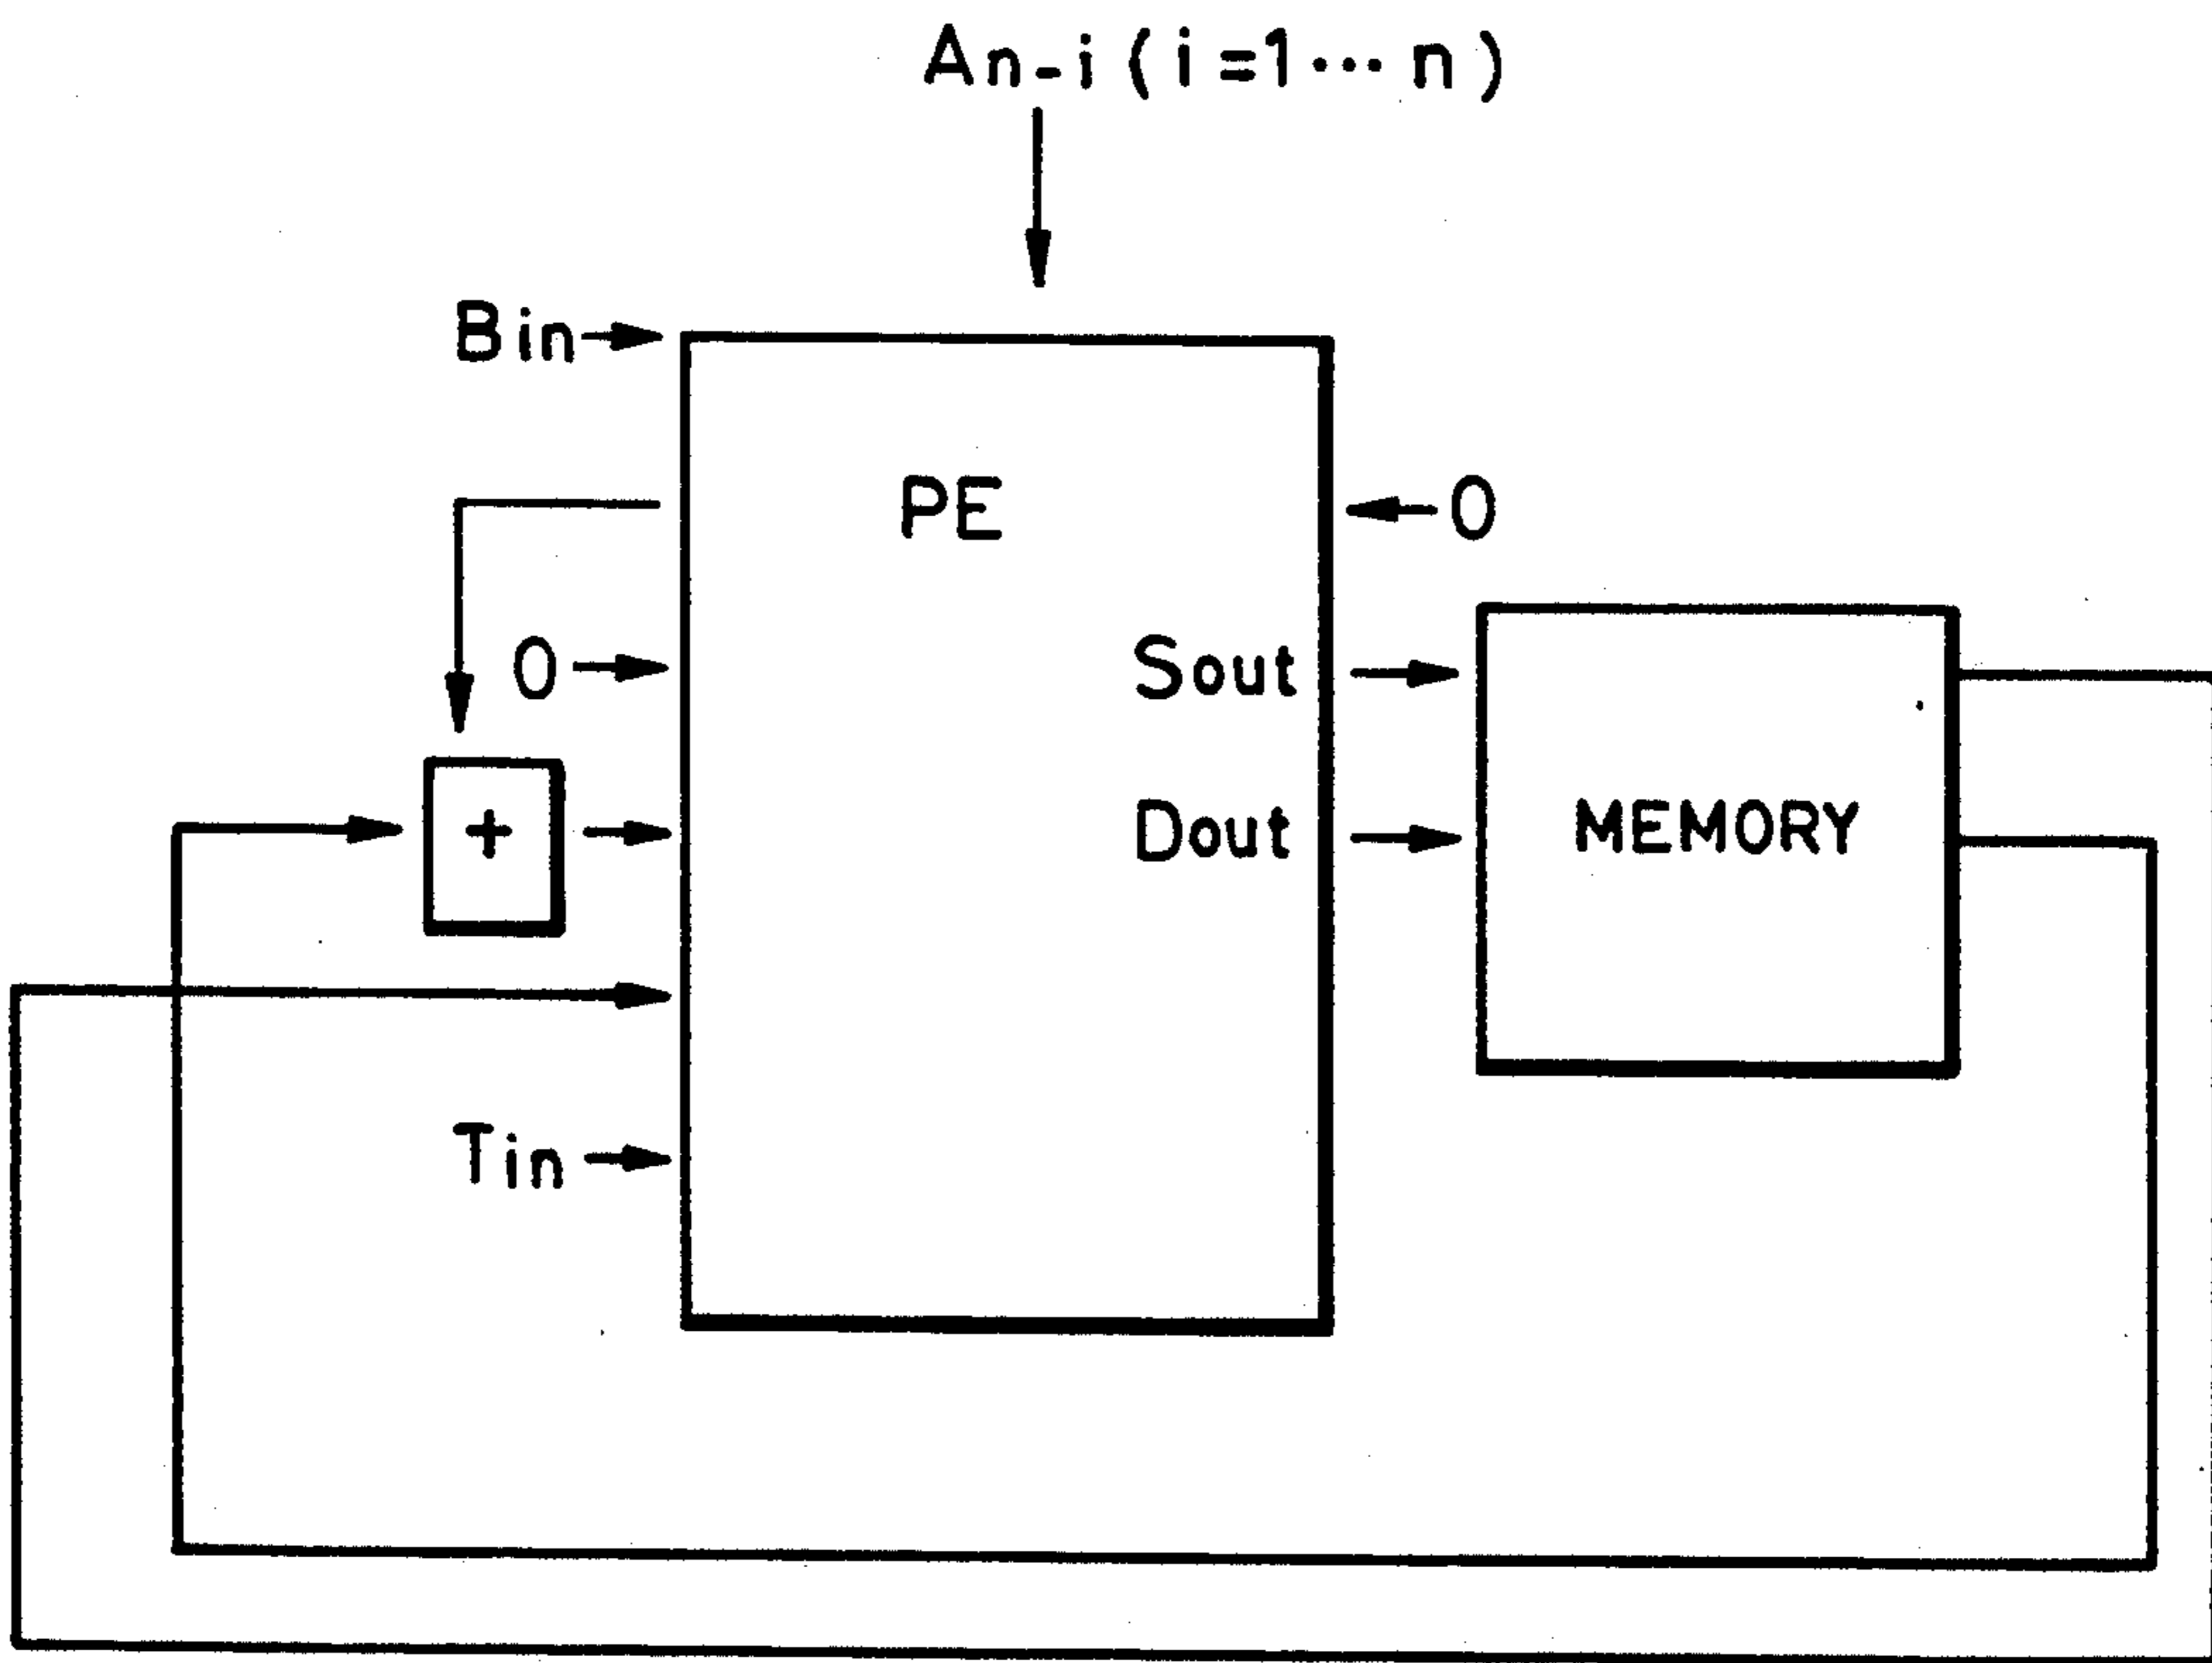 An-i (i=1··· n)
Bin
PE
0
0
Sout
+
Dout
MEMORY
Tin